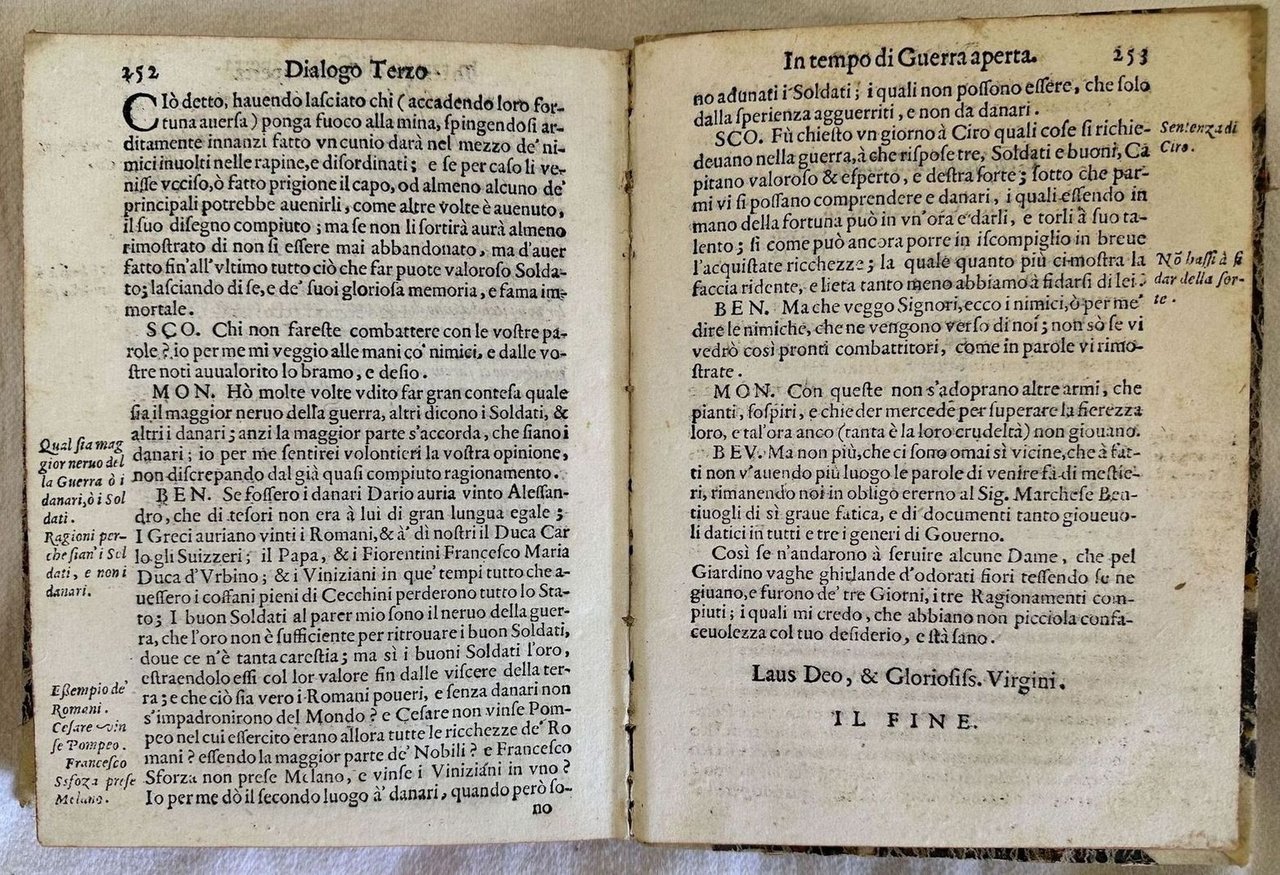 252 Dialogo Terzo.
CIò detto, hauendo lasciato chi (accadendo loro for-
tuna auersa) ponga fuoco alla mina, spingendosi ar-
ditamente innanzi fatto vn cunio darà nel mezzo de' ni-
mici inuolti nelle rapine, e disordinati; e se per caso li ve-
nisse vcciso, ò fatto prigione il capo, od almeno alcuno de'
principali potrebbe auenirli, come altre volte è auenuto,
il suo disegno compiuto; ma se non li sortirà aurà almeno
rimostrato di non si essere mai abbandonato, ma d'auer
fatto fin'all'vltimo tutto ciò che far puote valoroso Solda-
to; lasciando di se, e de' suoi gloriosa memoria, e fama im-
mortale.
SCO. Chi non fareste combattere con le vostre pa-
role? io per me mi veggio alle mani co' nimici, e dalle vo-
stre noti auualorito lo bramo, e desio.
MON. Hò molte volte vdito far gran contesa quale
sia il maggior neruo della guerra, altri dicono i Soldati, &
altri i danari; anzi la maggior parte s'accorda, che siano i
danari; io per me sentirei volontieri la vostra opinione,
non discrepando dal già quasi compiuto ragionamento.
BEN. Se fossero i danari Dario auria vinto Alessan-
dro, che di tesori non era à lui di gran lungua egale;
I Greci auriano vinti i Romani, & à' dì nostri il Duca Car
lo gli Suizzeri; il Papa, & i Fiorentini Francesco Maria
Duca d'Vrbino; & i Viniziani in que' tempi tutto che a-
uessero i coffani pieni di Cecchini perderono tutto lo Sta-
to; I buon Soldati al parer mio sono il neruo della guer-
ra, che l'oro non è sufficiente per ritrouare i buon Soldati,
doue ce n'è tanta carestia; ma sì i buoni Soldati l'oro,
estraendolo essi col lor valore fin dalle viscere della ter-
ra; e che ciò sia vero i Romani poueri, e senza danari non
s'impadronirono del Mondo? e Cesare non vinse Pom-
peo nel cui essercito erano allora tutte le ricchezze de' Ro
mani? essendo la maggior parte de' Nobili? e Francesco
Sforza non prese Melano, e vinse i Viniziani in vno?
Io per me dò il secondo luogo à' danari, quando però so-
no
Qual sia mag
gior neruo del
la Guerra ò i
danari, ò i Sol
dati.
Ragioni per-
che sian' i Sol
dati, e non i
danari.
Essempio de'
Romani.
Cesare vin
se Pompeo.
Francesco
Ssfoza prese
Melano.
In tempo di Guerra aperta. 253
no adunati i Soldati; i quali non possono essere, che solo
dalla sperienza agguerriti, e non da danari.
SCO. Fù chiesto vn giorno à Ciro quali cose si richie-
deuano nella guerra, à che rispose tre, Soldati e buoni, Ca
pitano valoroso & esperto, e destra forte; sotto che par-
mi vi si possano comprendere e danari, i quali essendo in
mano della fortuna può in vn'ora e darli, e torli à suo ta-
lento; sì come può ancora porre in iscompiglio in breue
l'acquistate ricchezze; la quale quanto più ci mostra la
faccia ridente, e lieta tanto meno abbiamo à fidarsi di lei.
BEN. Ma che veggo Signori, ecco i nimici, ò per me'
dire le nimiche, che ne vengono verso di noi; non sò se vi
vedrò così pronti combattitori, come in parole vi rimo-
strate.
MON. Con queste non s'adoprano altre armi, che
pianti, sospiri, e chieder mercede per superare la fierezza
loro, e tal'ora anco (tanta è la loro crudeltà) non giouano.
BEV. Ma non più, che ci sono omai sì vicine, che à fat-
ti non v'auendo più luogo le parole di venire fà di mestie-
ri, rimanendo noi in obligo ererno al Sig. Marchese Ben-
tiuogli di sì graue fatica, e di documenti tanto gioueuo-
li datici in tutti e tre i generi di Gouerno.
Così se n'andarono à seruire alcune Dame, che pel
Giardino vaghe ghirlande d'odorati fiori tessendo se ne
giuano, e furono de' tre Giorni, i tre Ragionamenti com-
piuti; i quali mi credo, che abbiano non picciola confa-
ceuolezza col tuo desiderio, e stà sano.
Laus Deo, & Gloriosiss. Virgini.
IL FINE.
Sentenza di
Ciro.
Nō hassi à fi
dar della sor-
te.